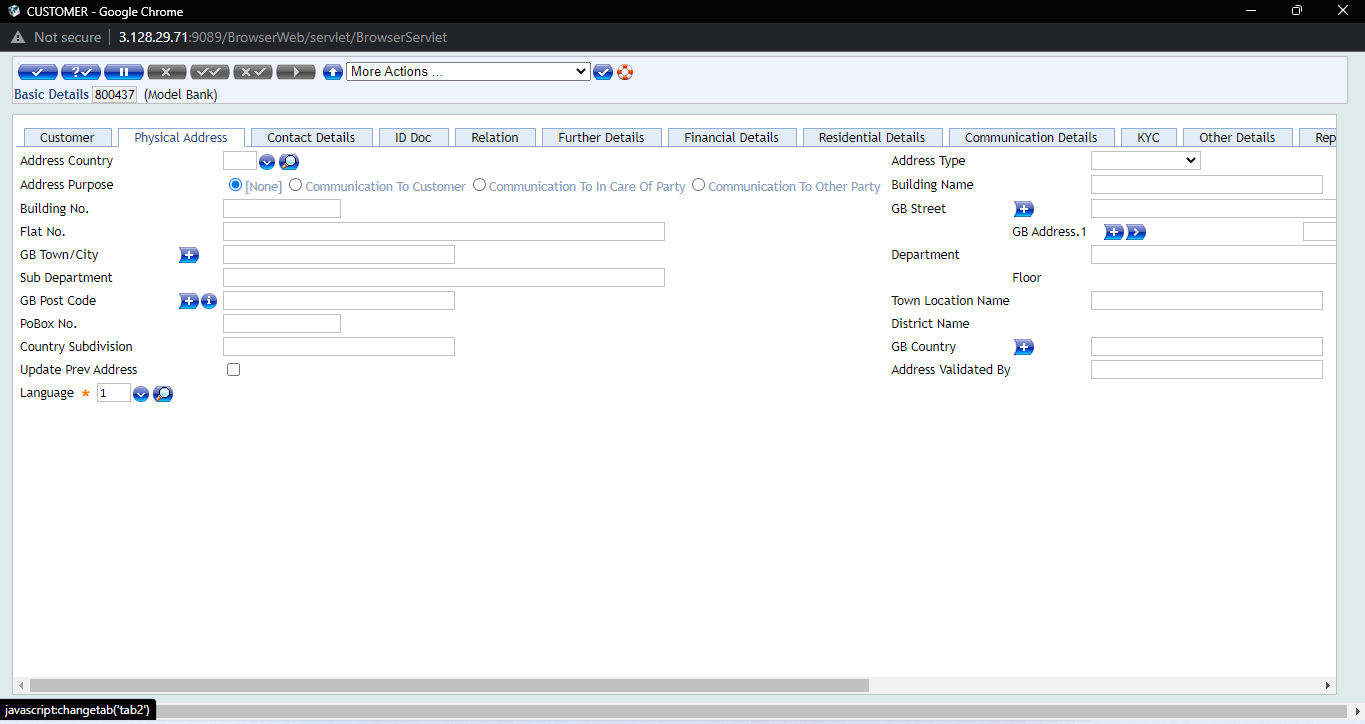 CUSTOMER - Google Chrome
Not secure 3.128.29.71:9089/BrowserWeb/servlet/BrowserServlet
More Actions ...
Basic Details 800437 (Model Bank)
Customer Physical Address Contact Details ID Doc Relation Further Details Financial Details Residential Details Communication Details KYC Other Details Rep
Address Country Address Type
Address Purpose [None] Communication To Customer Communication To In Care Of Party Communication To Other Party Building Name
Building No. GB Street
Flat No. GB Address.1
GB Town/City Department
Sub Department Floor
GB Post Code Town Location Name
PoBox No. District Name
Country Subdivision GB Country
Update Prev Address Address Validated By
Language * 1
javascript:changetab('tab2')